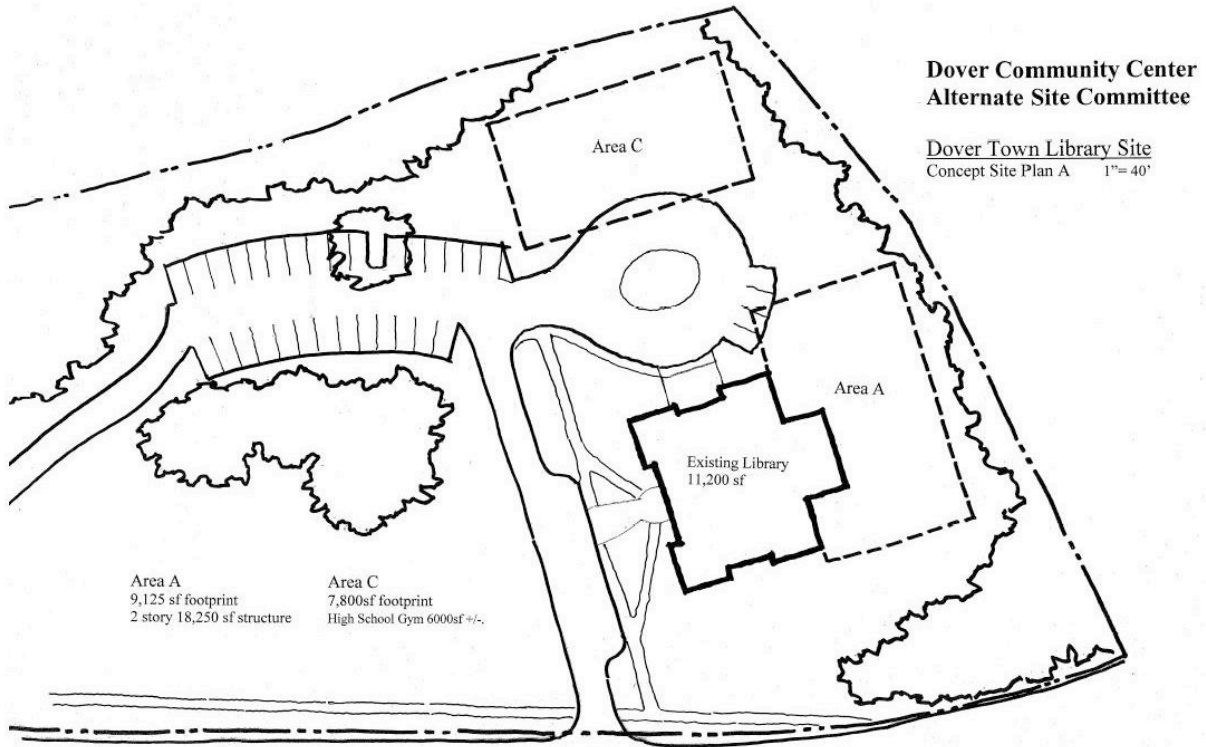 Dover Community Center
Alternate Site Committee
Dover Town Library Site
Concept Site Plan A 1"= 40'
Area C
Area A
Existing Library
11,200 sf
Area A
9,125 sf footprint
2 story 18,250 sf structure
Area C
7,800sf footprint
High School Gym 6000sf +/-.